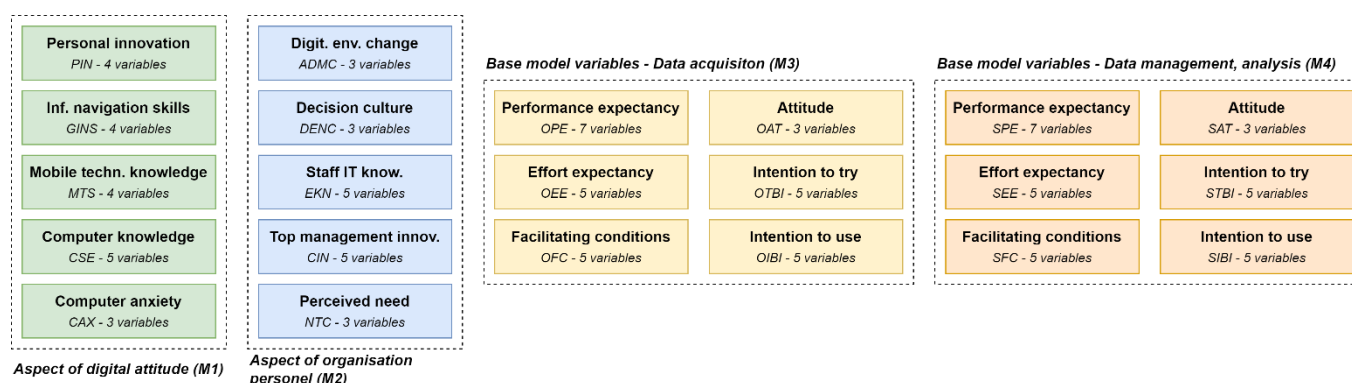 Personal innovation
PIN - 4 variables
Inf. navigation skills
GINS - 4 variables
Mobile techn. knowledge
MTS - 4 variables
Computer knowledge
CSE - 5 variables
Computer anxiety
CAX - 3 variables
Aspect of digital attitude (M1)
Digit. env. change
ADMC - 3 variables
Decision culture
DENC - 3 variables
Staff IT know.
EKN - 5 variables
Top management innov.
CIN - 5 variables
Perceived need
NTC - 3 variables
Aspect of organisation
personel (M2)
Base model variables - Data acquisiton (M3)
Performance expectancy
OPE - 7 variables
Attitude
OAT - 3 variables
Effort expectancy
OEE - 5 variables
Intention to try
OTBI - 5 variables
Facilitating conditions
OFC - 5 variables
Intention to use
OIBI - 5 variables
Base model variables - Data management, analysis (M4)
Performance expectancy
SPE - 7 variables
Attitude
SAT - 3 variables
Effort expectancy
SEE - 5 variables
Intention to try
STBI - 5 variables
Facilitating conditions
SFC - 5 variables
Intention to use
SIBI - 5 variables